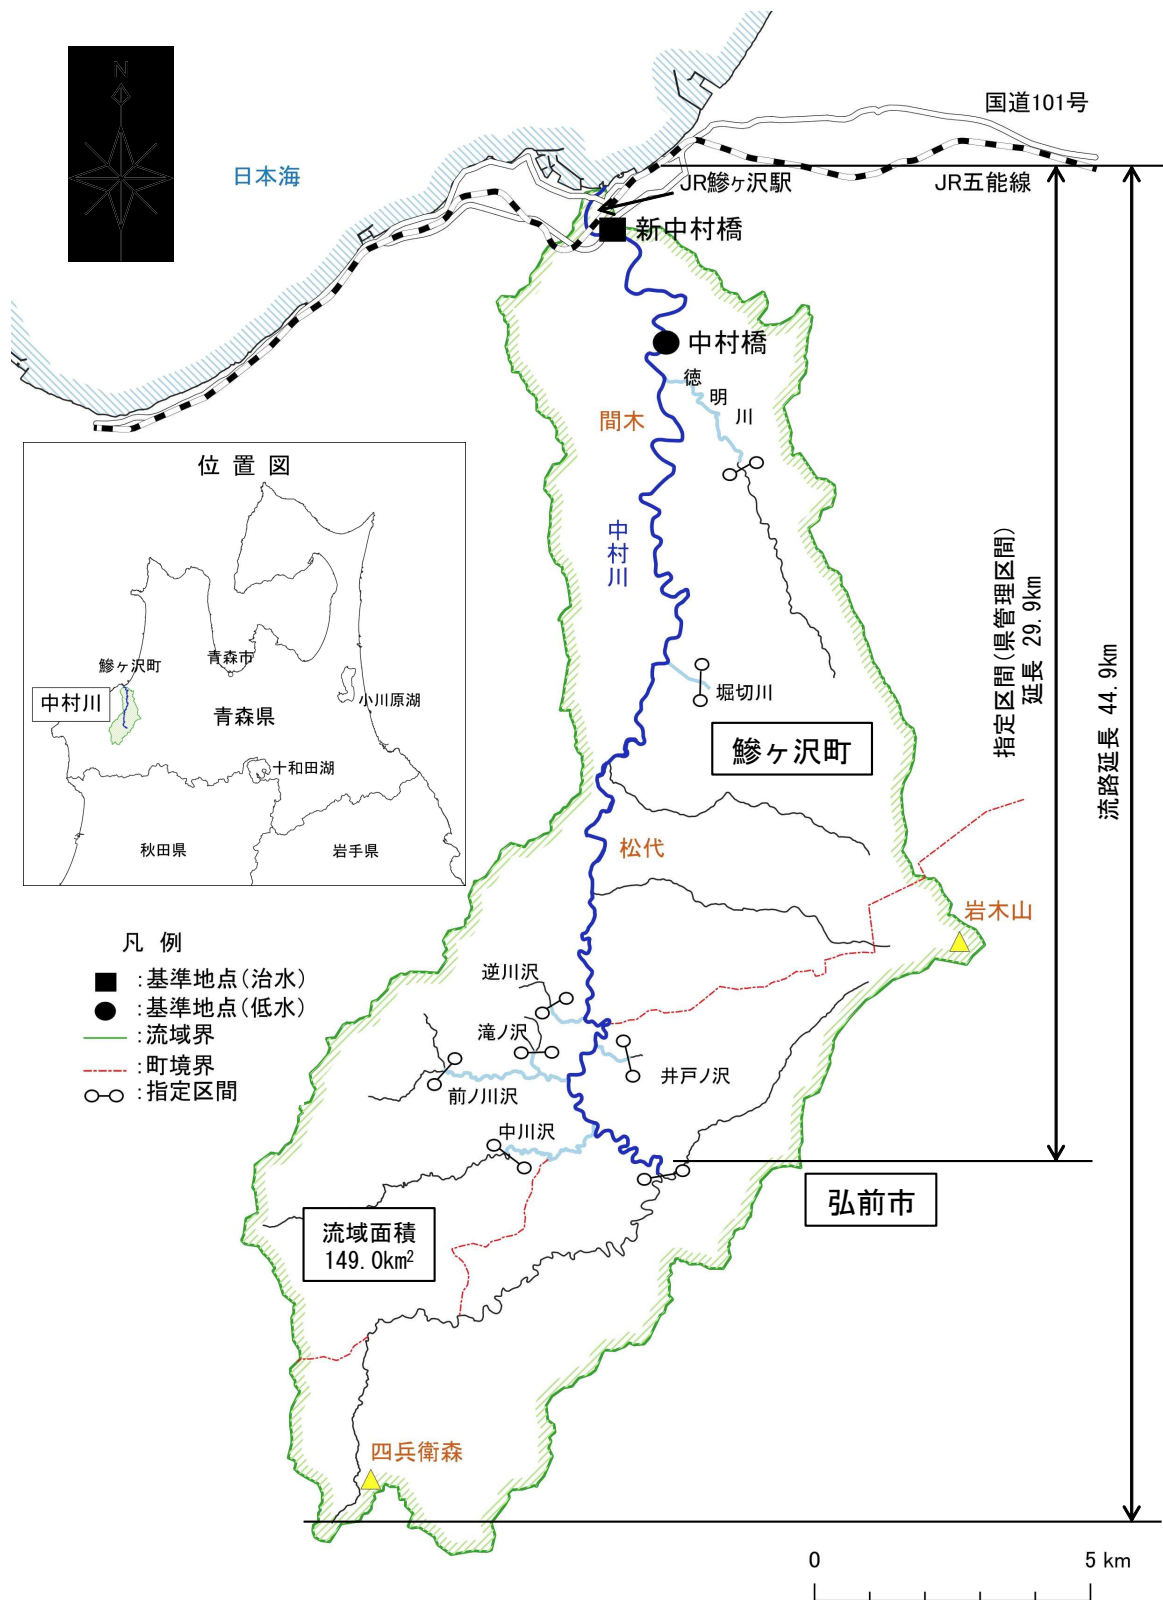 N
国道101号
日本海
JR鰺ヶ沢駅
JR五能線
新中村橋
中村橋
徳明川
間木
位置図
中村川
指定区間(県管理区間)
延長 29.9km
流路延長 44.9km
鰺ヶ沢町
青森市
中村川
青森県
小川原湖
十和田湖
秋田県
岩手県
堀切川
鰺ヶ沢町
松代
岩木山
凡例
:基準地点(治水)
:基準地点(低水)
:流域界
:町境界
:指定区間
逆川沢
滝ノ沢
井戸ノ沢
前ノ川沢
中川沢
弘前市
流域面積
149.0km²
四兵衛森
0
5 km